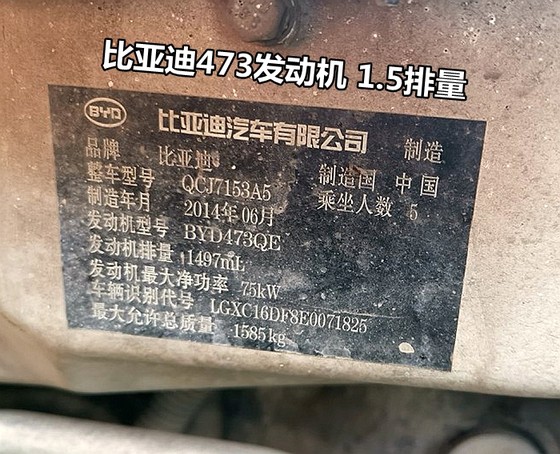 比亚迪473发动机 1.5排量
BYD 比亚迪汽车有限公司 制造
品牌 比亚迪 制造国 中国
整车型号 QCJ7153A5 乘坐人数 5
制造年月 2014年06月
发动机型号 BYD473QE
发动机排量 1497mL
发动机最大净功率 75kW
车辆识别代号 LGXC16DF8E0071825
最大允许总质量 1585kg